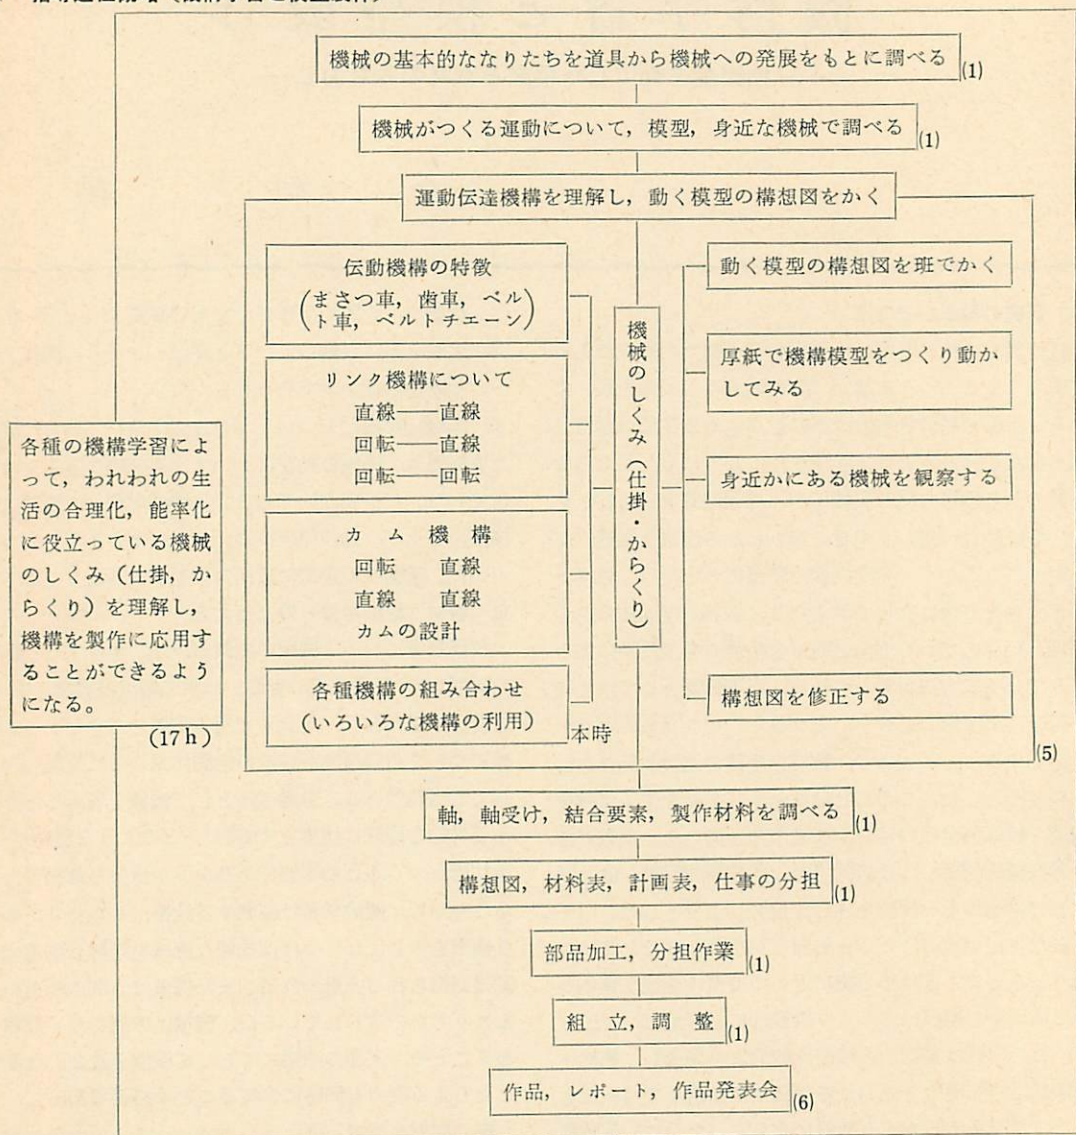 機械の基本的ななりたちを道具から機械への発展をもとに調べる
(1)
機械がつくる運動について，模型，身近な機械で調べる
(1)
運動伝達機構を理解し，動く模型の構想図をかく
伝動機構の特徴
(まさつ車，歯車，ベル
ト車，ベルトチエーン)
リンク機構について
直線——直線
回転——直線
回転——回転
カム機構
回転　直線
直線　直線
カムの設計
各種機構の組み合わせ
(いろいろな機構の利用)
本時
機械のしくみ（仕掛・からくり）
動く模型の構想図を班でかく
厚紙で機構模型をつくり動か
してみる
身近かにある機械を観察する
構想図を修正する
(5)
各種の機構学習によ
って，われわれの生
活の合理化，能率化
に役立っている機械
のしくみ（仕掛，か
らくり）を理解し，
機構を製作に応用す
ることができるよう
になる。
(17h)
軸，軸受け，結合要素，製作材料を調べる
(1)
構想図，材料表，計画表，仕事の分担
(1)
部品加工，分担作業
(1)
組　立，調　整
(1)
作品，レポート，作品発表会
(6)